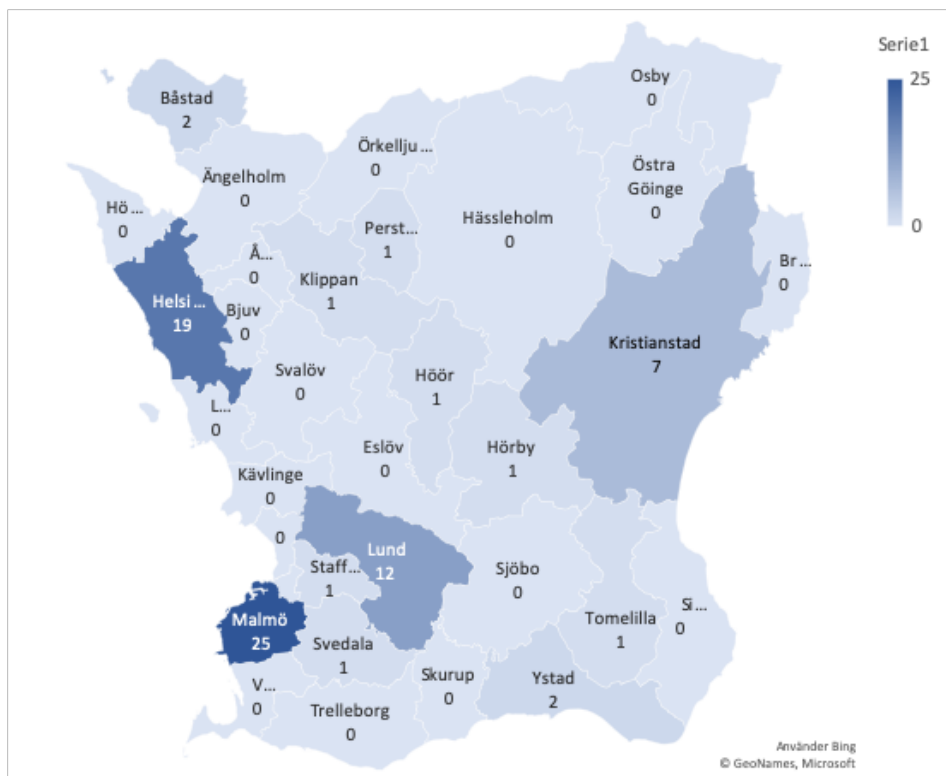 Serie1
25
0
Osby
0
Båstad
2
Örkellju ...
0
Östra
Göinge
0
Ängelholm
0
Hö ...
0
Perst...
1
Hässleholm
0
Å...
0
Klippan
1
Br ...
0
Helsi ...
19
Bjuv
0
Kristianstad
7
Svalöv
0
Höör
1
L...
0
Eslöv
0
Hörby
1
Kävlinge
0
0
Lund
12
Staff...
1
Sjöbo
0
Malmö
25
Svedala
1
Tomelilla
1
Si...
0
V...
0
Trelleborg
0
Skurup
0
Ystad
2
Använder Bing
© GeoNames, Microsoft